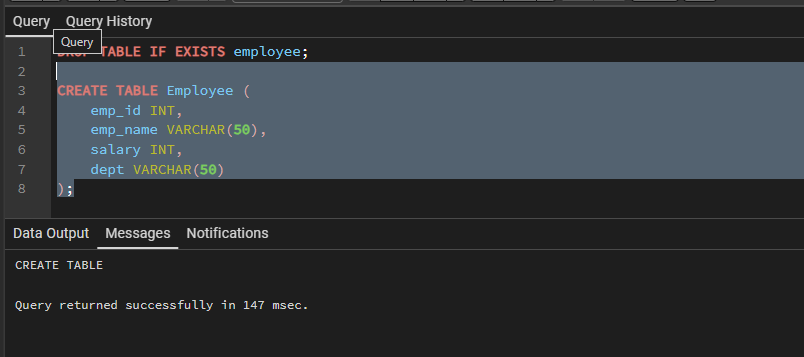 Query Query History
Query
1 DROP TABLE IF EXISTS employee;
2
3 CREATE TABLE Employee (
4     emp_id INT,
5     emp_name VARCHAR(50),
6     salary INT,
7     dept VARCHAR(50)
8 );
Data Output Messages Notifications
CREATE TABLE
Query returned successfully in 147 msec.